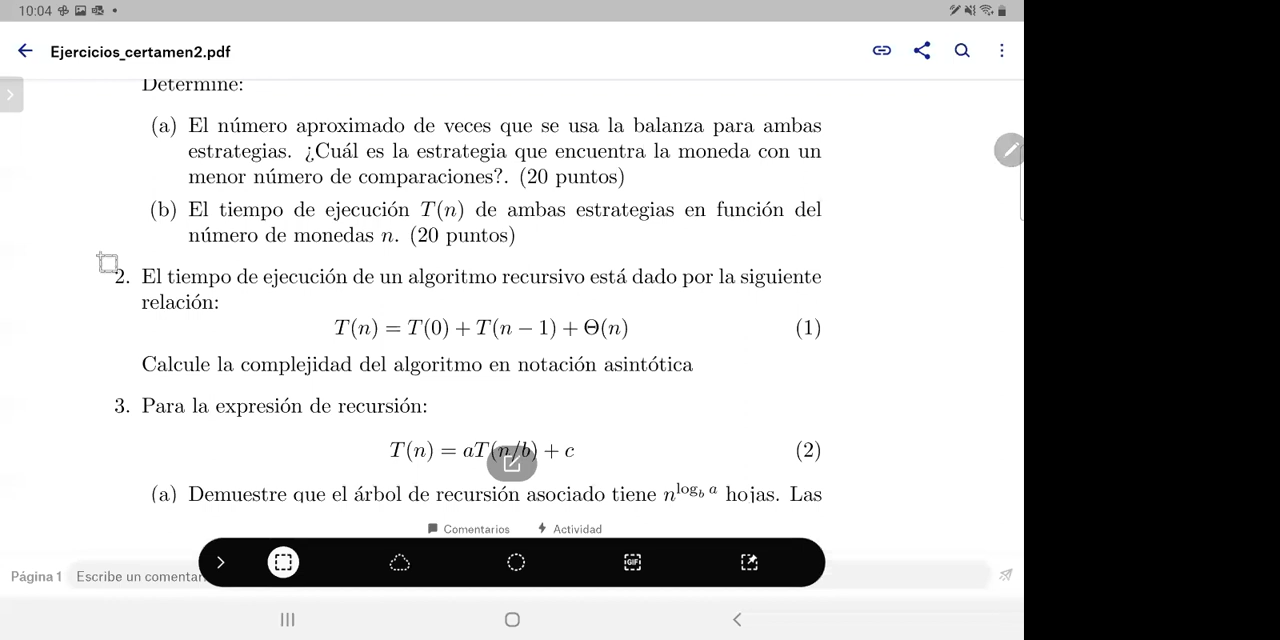 10:04
Ejercicios_certamen2.pdf
Determine:
(a) El número aproximado de veces que se usa la balanza para ambas
estrategias. ¿Cuál es la estrategia que encuentra la moneda con un
menor número de comparaciones?. (20 puntos)
(b) El tiempo de ejecución T(n) de ambas estrategias en función del
número de monedas n. (20 puntos)
2. El tiempo de ejecución de un algoritmo recursivo está dado por la siguiente
relación:
T(n) = T(0) + T(n − 1) + Θ(n) (1)
Calcule la complejidad del algoritmo en notación asintótica
3. Para la expresión de recursión:
T(n) = aT(n/b) + c (2)
(a) Demuestre que el árbol de recursión asociado tiene n^{log_b a} hojas. Las
Comentarios Actividad
GIF
Página 1 Escribe un comentar